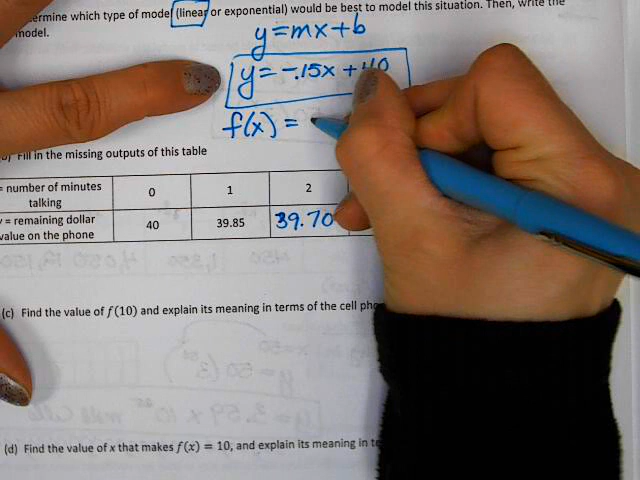 ermine which type of model (linear or exponential) would be best to model this situation. Then, write the
model.
y=mx+b
y=-.15x+40
f(x) =
b) Fill in the missing outputs of this table
= number of minutes talking 0 1 2
= remaining dollar value on the phone 40 39.85 39.70
(c) Find the value of f(10) and explain its meaning in terms of the cell pho
(d) Find the value of x that makes f(x) = 10, and explain its meaning in te